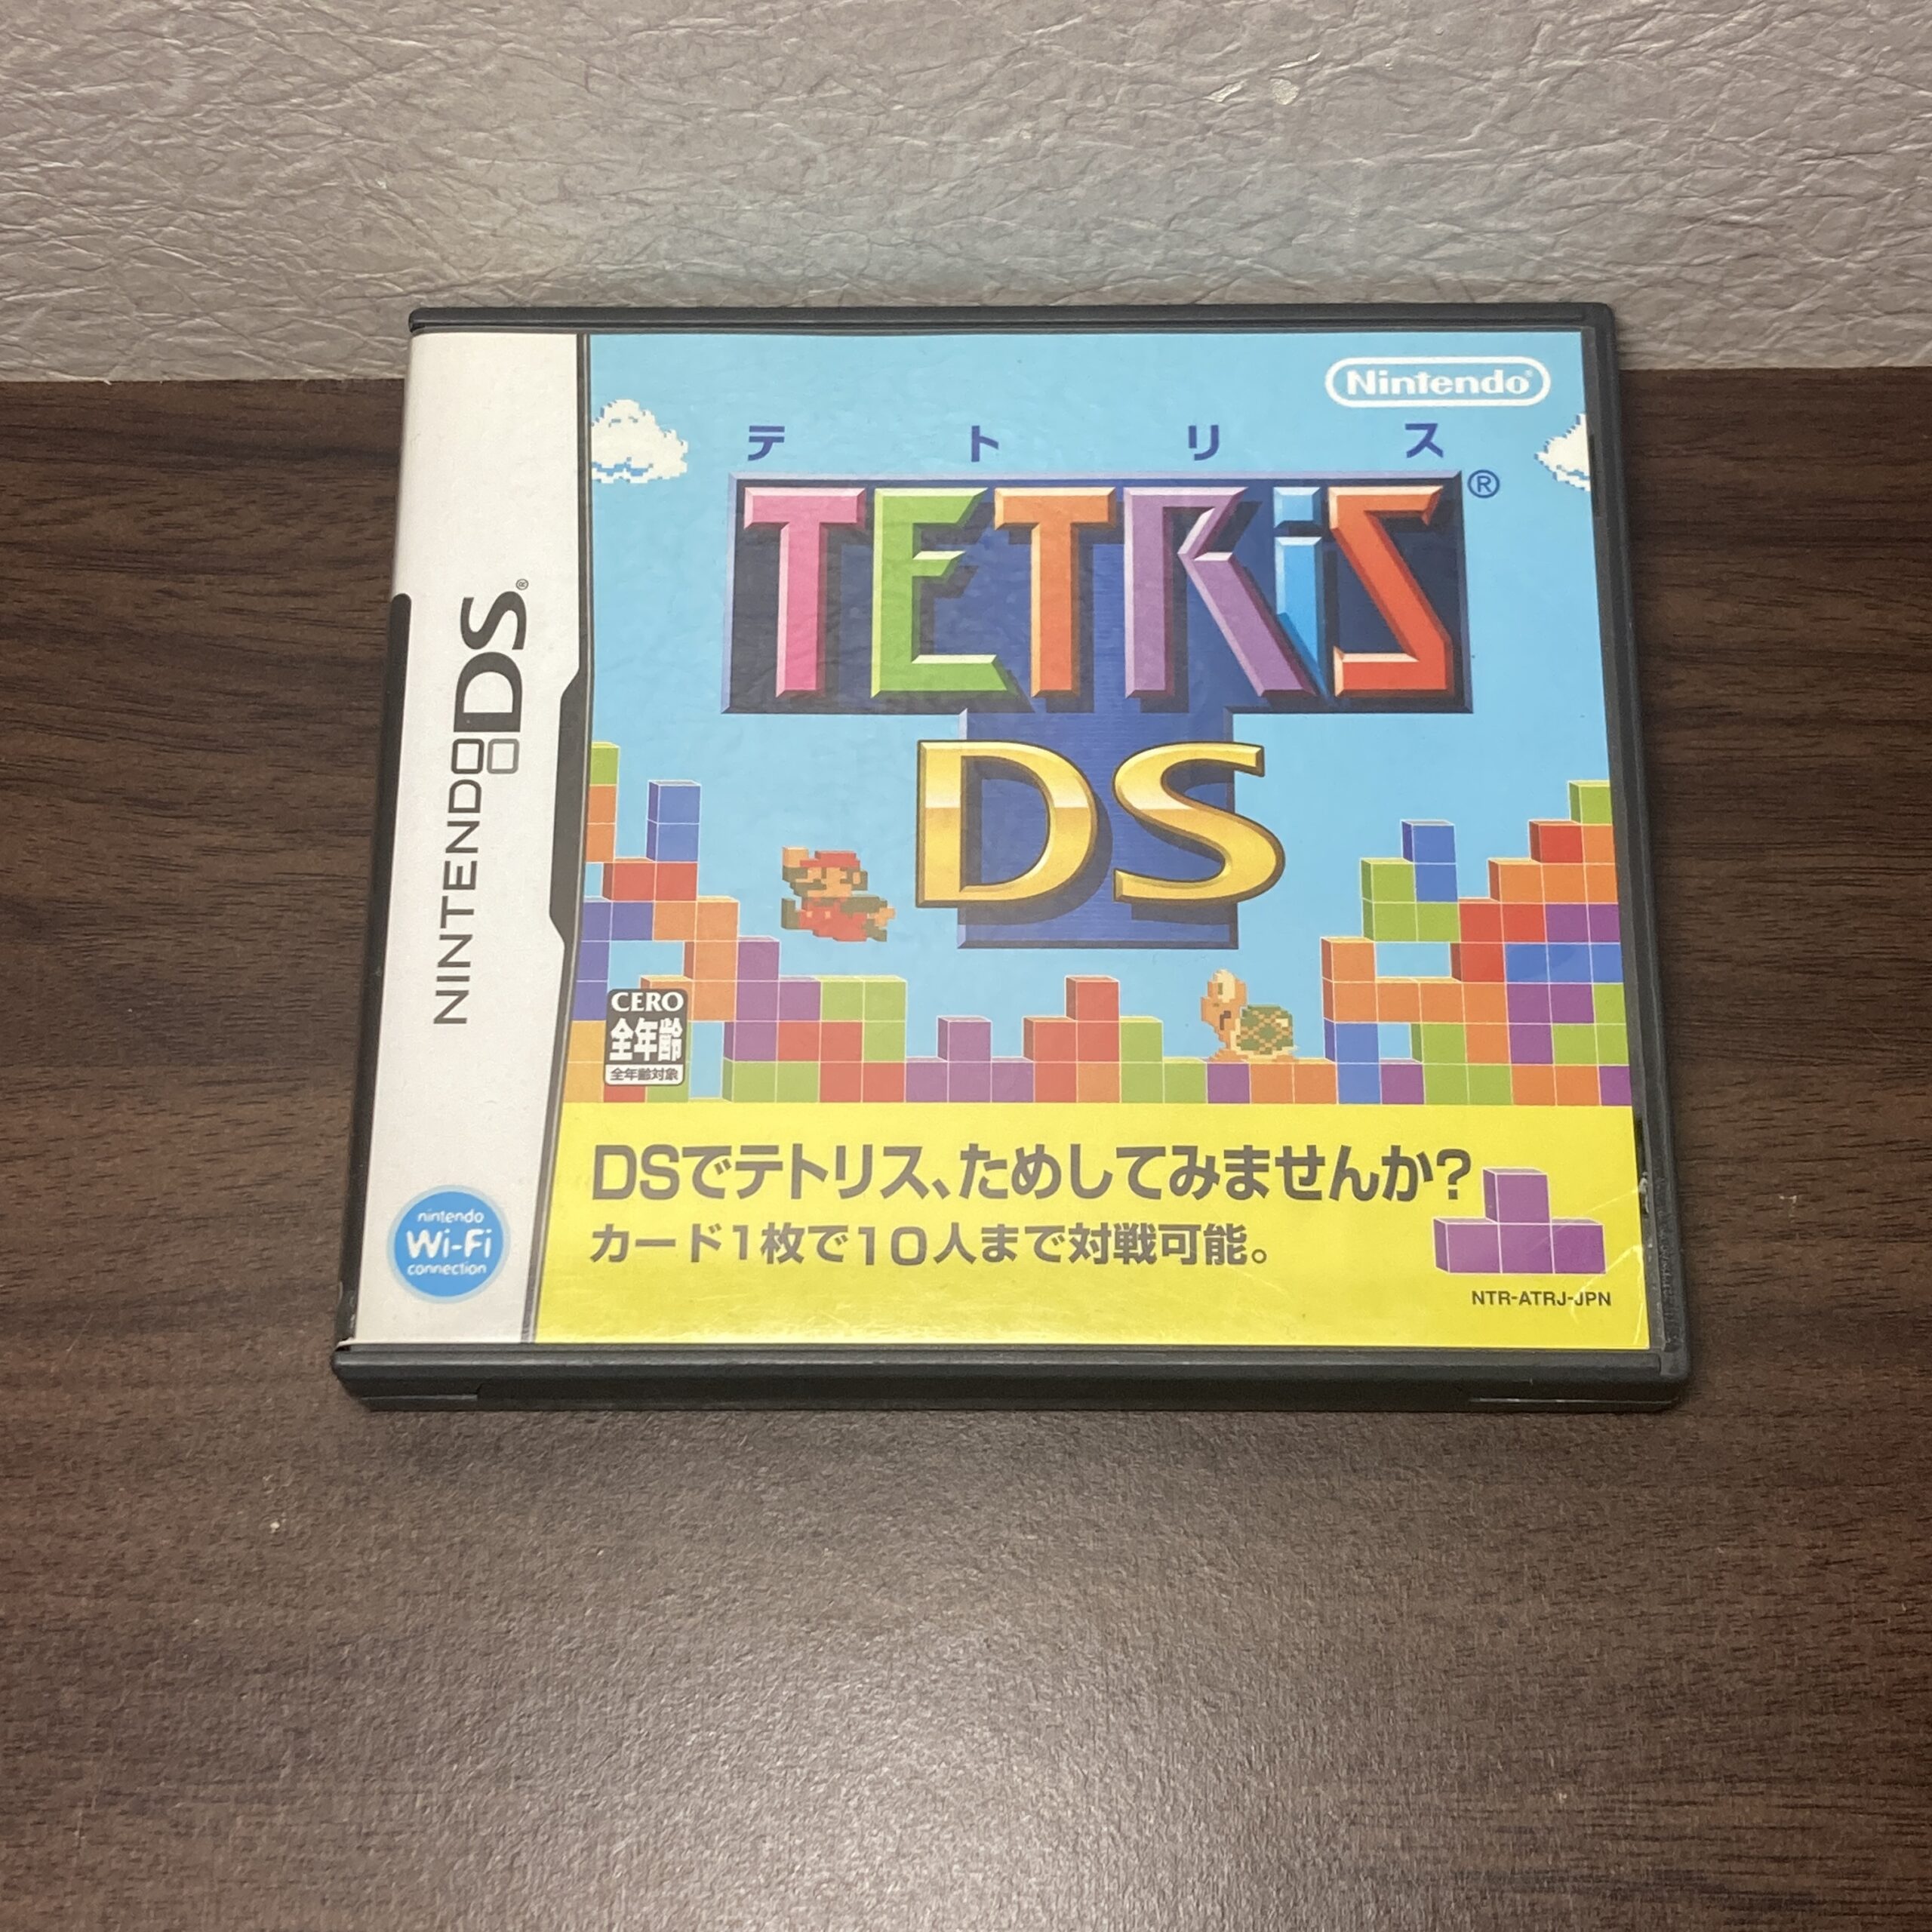 Nintendo®
テトリス
TETRiS®
DS
NINTENDO DS®
CERO
全年齢
全年齢対象
DSでテトリス、ためしてみませんか?
カード1枚で10人まで対戦可能。
nintendo
Wi-Fi
connection
NTR-ATRJ-JPN